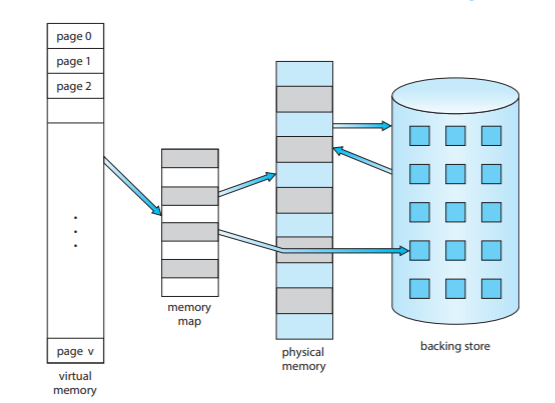 page 0
page 1
page 2
page v
virtual
memory
memory
map
physical
memory
backing store